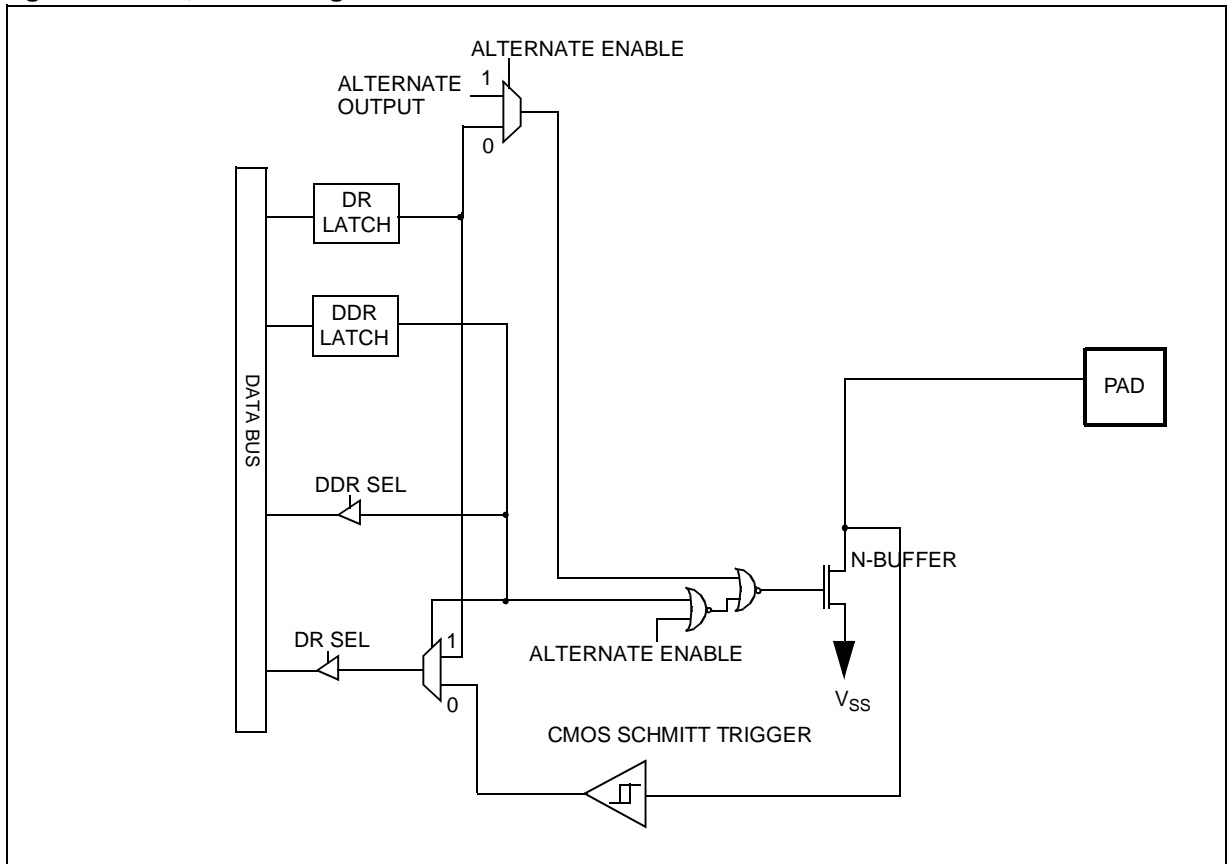 ALTERNATE ENABLE
ALTERNATE
OUTPUT
1
0
DR
LATCH
DDR
LATCH
DATA BUS
PAD
DDR SEL
N-BUFFER
DR SEL
1
0
ALTERNATE ENABLE
VSS
CMOS SCHMITT TRIGGER